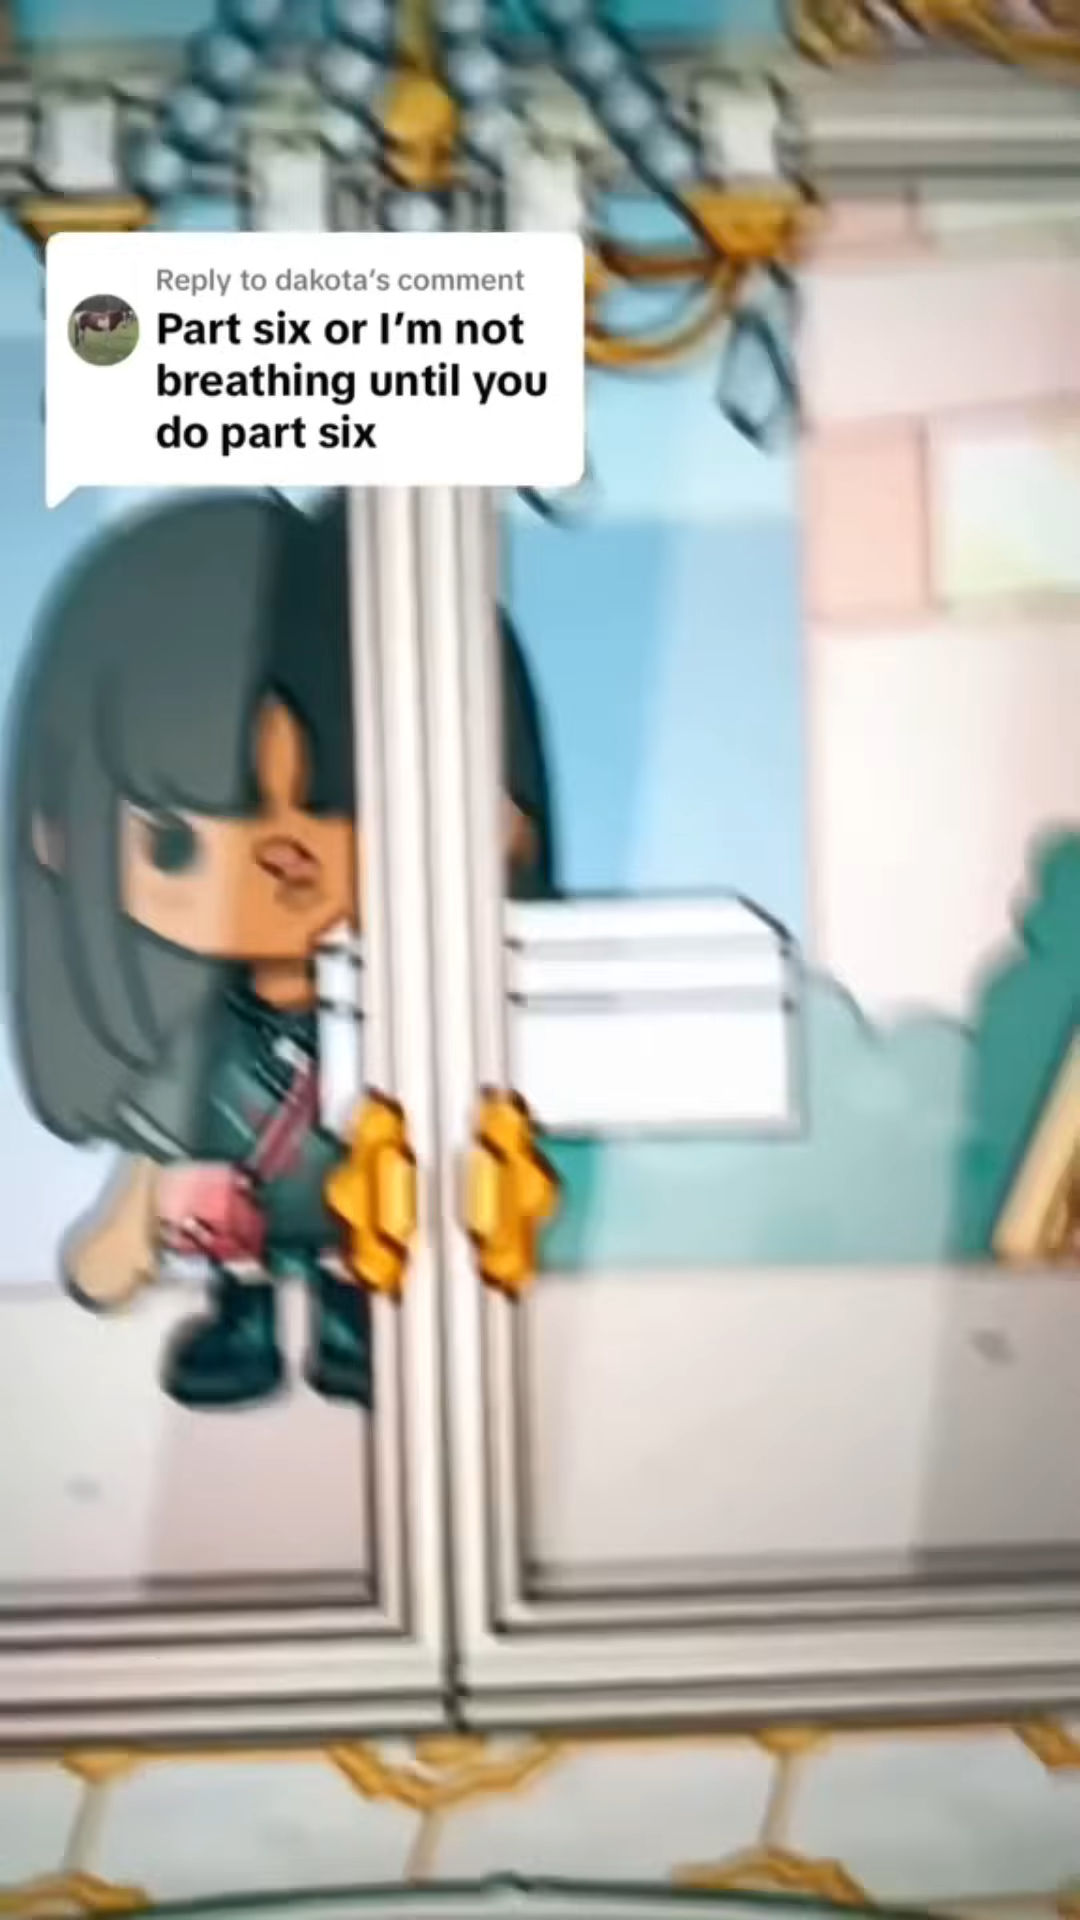 Reply to dakota’s comment
Part six or I’m not
breathing until you
do part six